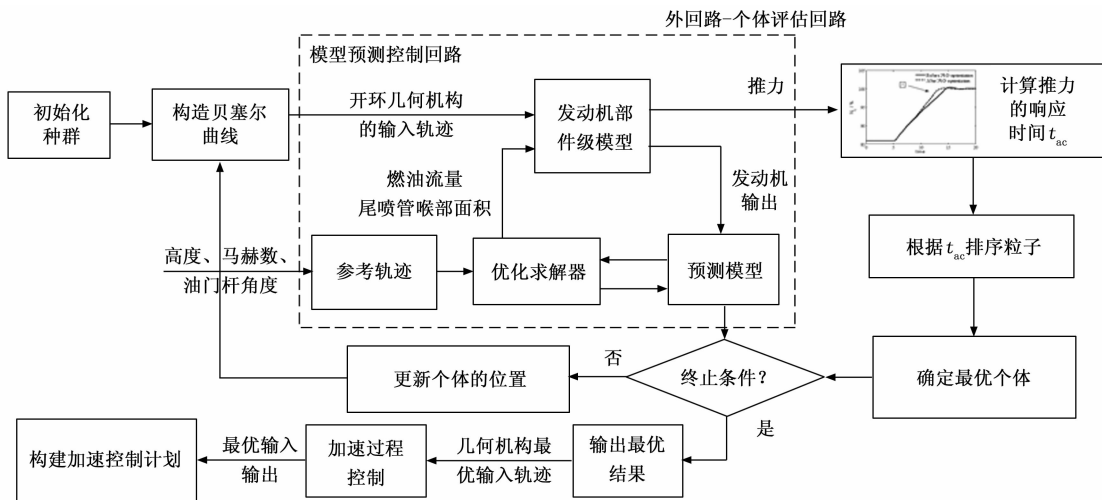 外回路-个体评估回路
模型预测控制回路
初始化
种群
构造贝塞尔
曲线
开环几何机构
的输入轨迹
发动机部
件级模型
推力
计算推力
的响应
时间 tac
燃油流量
尾喷管喉部面积
发动机
输出
高度、马赫数、
油门杆角度
参考轨迹
优化求解器
预测模型
根据 tac 排序粒子
更新个体的位置
否
终止条件?
确定最优个体
是
构建加速控制计划
最优输入
输出
加速过程
控制
几何机构最
优输入轨迹
输出最优
结果